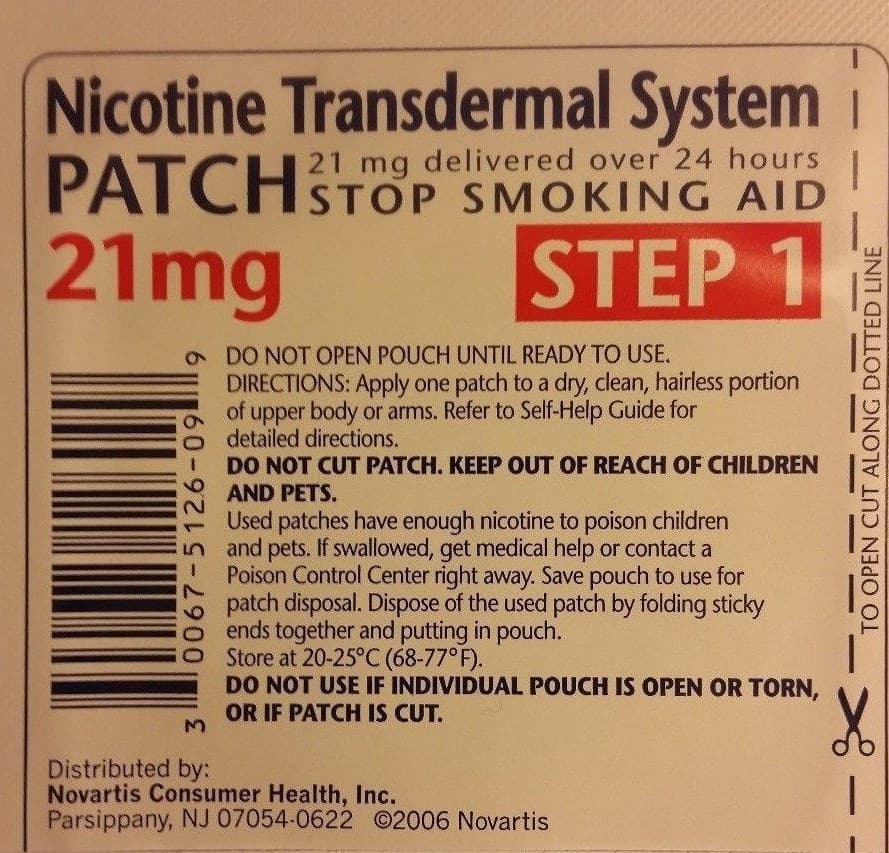 Nicotine Transdermal System
PATCH 21 mg delivered over 24 hours
STOP SMOKING AID
21mg STEP 1
DO NOT OPEN POUCH UNTIL READY TO USE.
DIRECTIONS: Apply one patch to a dry, clean, hairless portion
of upper body or arms. Refer to Self-Help Guide for
detailed directions.
DO NOT CUT PATCH. KEEP OUT OF REACH OF CHILDREN
AND PETS.
Used patches have enough nicotine to poison children
and pets. If swallowed, get medical help or contact a
Poison Control Center right away. Save pouch to use for
patch disposal. Dispose of the used patch by folding sticky
ends together and putting in pouch.
Store at 20-25°C (68-77°F).
DO NOT USE IF INDIVIDUAL POUCH IS OPEN OR TORN,
OR IF PATCH IS CUT.
3 0067-5126-09 9
Distributed by:
Novartis Consumer Health, Inc.
Parsippany, NJ 07054-0622 ©2006 Novartis
TO OPEN CUT ALONG DOTTED LINE